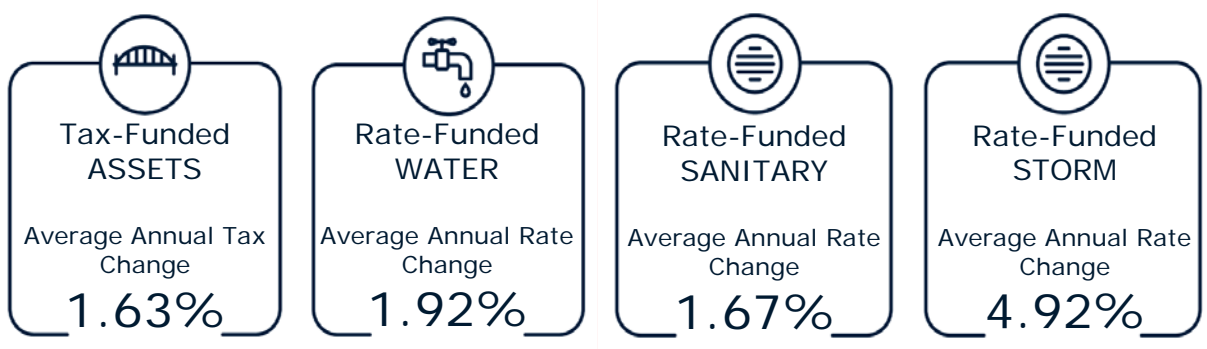 Tax-Funded
ASSETS
Average Annual Tax
Change
1.63%
Rate-Funded
WATER
Average Annual Rate
Change
1.92%
Rate-Funded
SANITARY
Average Annual Rate
Change
1.67%
Rate-Funded
STORM
Average Annual Rate
Change
4.92%